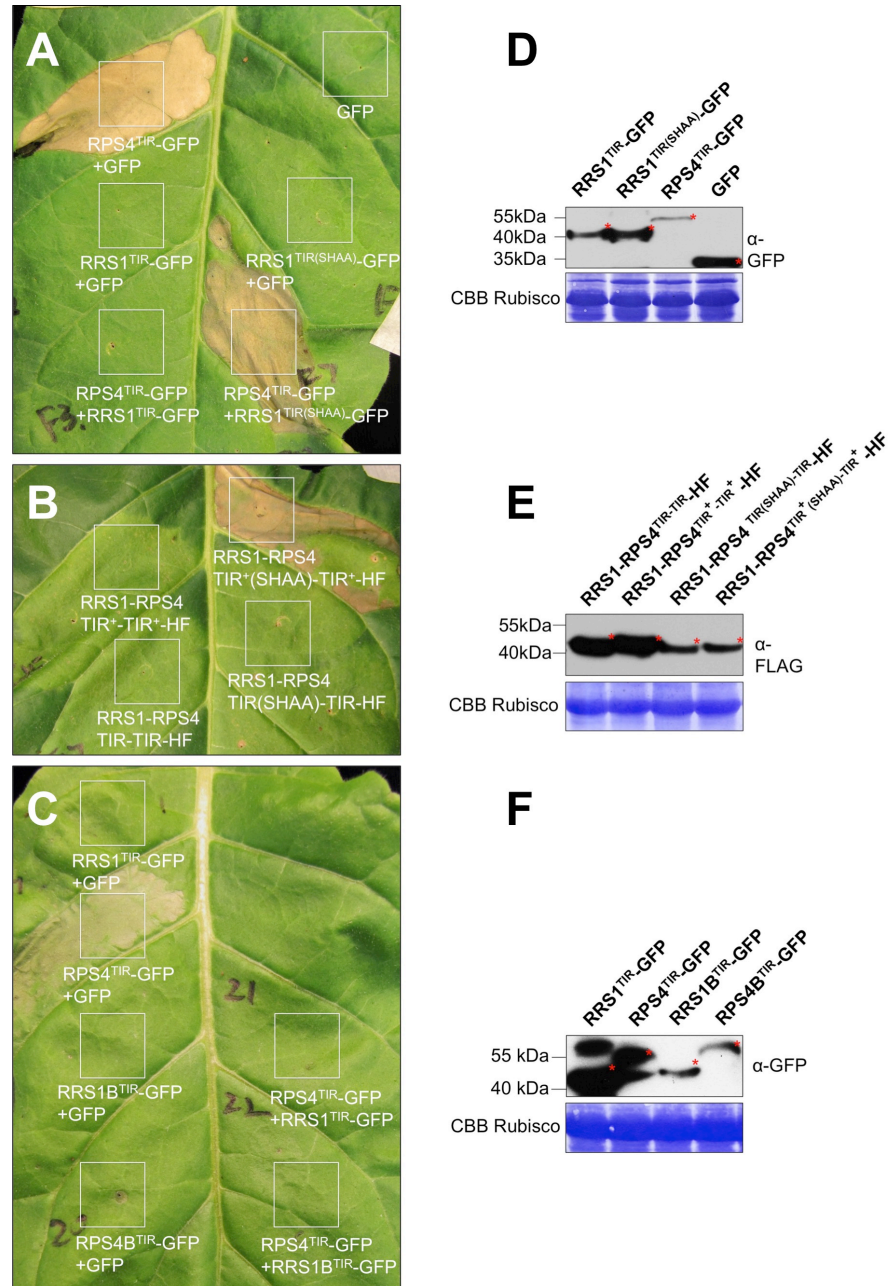 A
RPS4TIR-GFP
+GFP
GFP
RRS1TIR-GFP
+GFP
RRS1TIR(SHAA)-GFP
+GFP
RPS4TIR-GFP
+RRS1TIR-GFP
RPS4TIR-GFP
+RRS1TIR(SHAA)-GFP
F3.
B
RRS1-RPS4
TIR+-TIR+-HF
RRS1-RPS4
TIR+(SHAA)-TIR+-HF
RRS1-RPS4
TIR-TIR-HF
RRS1-RPS4
TIR(SHAA)-TIR-HF
C
RRS1TIR-GFP
+GFP
RPS4TIR-GFP
+GFP
21
RRS1BTIR-GFP
+GFP
RPS4TIR-GFP
+RRS1TIR-GFP
22
RPS4BTIR-GFP
+GFP
RPS4TIR-GFP
+RRS1BTIR-GFP
D
RRS1TIR-GFP
RRS1TIR(SHAA)-GFP
RPS4TIR-GFP
GFP
55kDa
40kDa
35kDa
* * * *
α-
GFP
CBB Rubisco
E
RRS1-RPS4TIR-TIR-HF
RRS1-RPS4TIR+-TIR+-HF
RRS1-RPS4 TIR(SHAA)-TIR-HF
RRS1-RPS4TIR+(SHAA)-TIR+-HF
55kDa
40kDa
* * * *
α-
FLAG
CBB Rubisco
F
RRS1TIR-GFP
RPS4TIR-GFP
RRS1BTIR-GFP
RPS4BTIR-GFP
55 kDa
40 kDa
* * * *
α-GFP
CBB Rubisco